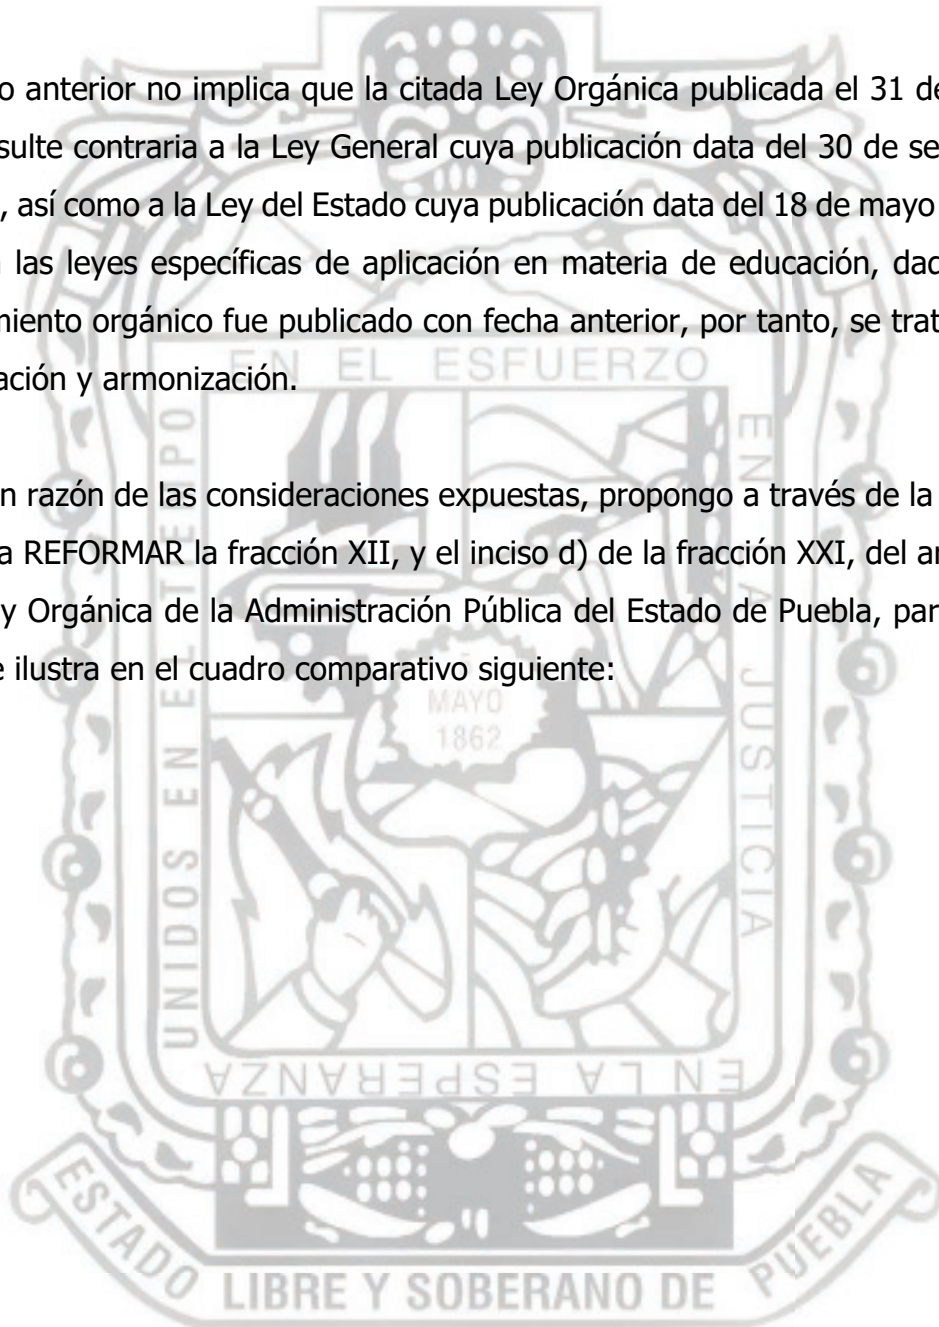 o anterior no implica que la citada Ley Orgánica publicada el 31 de
sulte contraria a la Ley General cuya publicación data del 30 de se
, así como a la Ley del Estado cuya publicación data del 18 de mayo
las leyes específicas de aplicación en materia de educación, dad
miento orgánico fue publicado con fecha anterior, por tanto, se trat
ación y armonización.
n razón de las consideraciones expuestas, propongo a través de la
a REFORMAR la fracción XII, y el inciso d) de la fracción XXI, del ar
y Orgánica de la Administración Pública del Estado de Puebla, par
e ilustra en el cuadro comparativo siguiente:
UNIDOS EN EL TIEMPO
EN EL ESFUERZO
EN LA JUSTICIA
EN LA ESPERANZA
5
MAYO
1862
ESTADO LIBRE Y SOBERANO DE PUEBLA